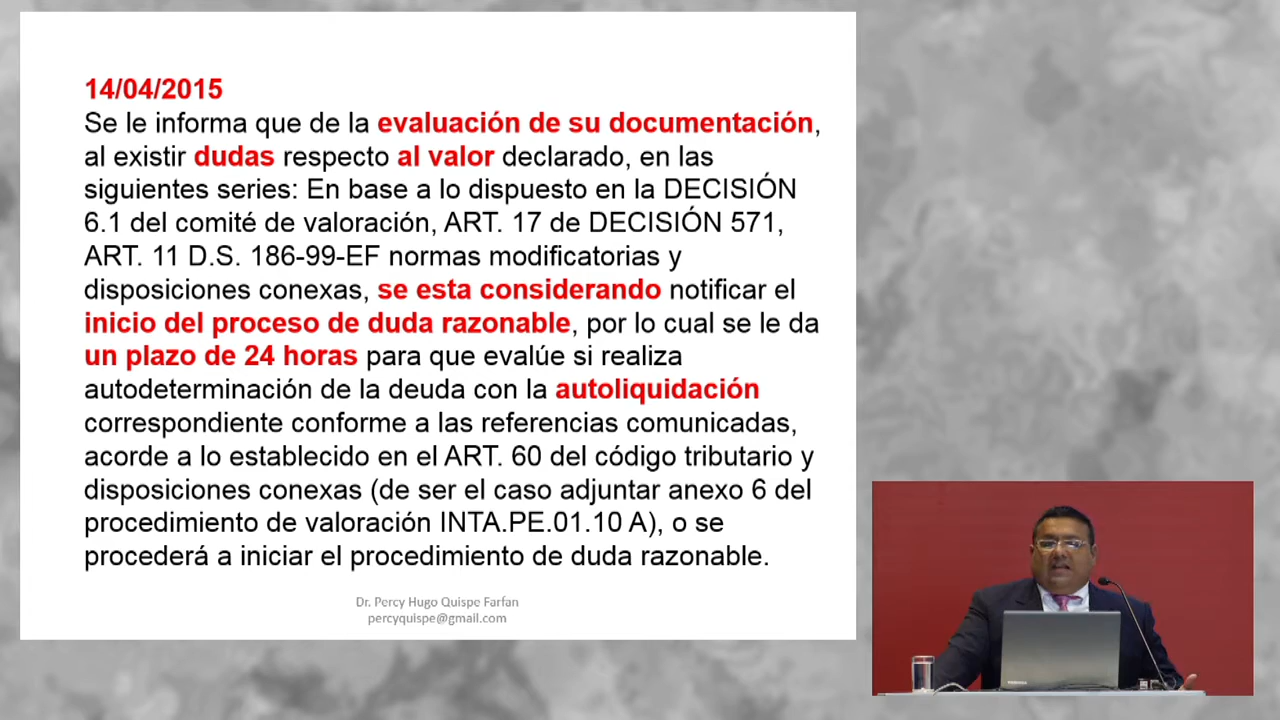 14/04/2015
Se le informa que de la evaluación de su documentación,
al existir dudas respecto al valor declarado, en las
siguientes series: En base a lo dispuesto en la DECISIÓN
6.1 del comité de valoración, ART. 17 de DECISIÓN 571,
ART. 11 D.S. 186-99-EF normas modificatorias y
disposiciones conexas, se esta considerando notificar el
inicio del proceso de duda razonable, por lo cual se le da
un plazo de 24 horas para que evalúe si realiza
autodeterminación de la deuda con la autoliquidación
correspondiente conforme a las referencias comunicadas,
acorde a lo establecido en el ART. 60 del código tributario y
disposiciones conexas (de ser el caso adjuntar anexo 6 del
procedimiento de valoración INTA.PE.01.10 A), o se
procederá a iniciar el procedimiento de duda razonable.
Dr. Percy Hugo Quispe Farfan
percyquispe@gmail.com